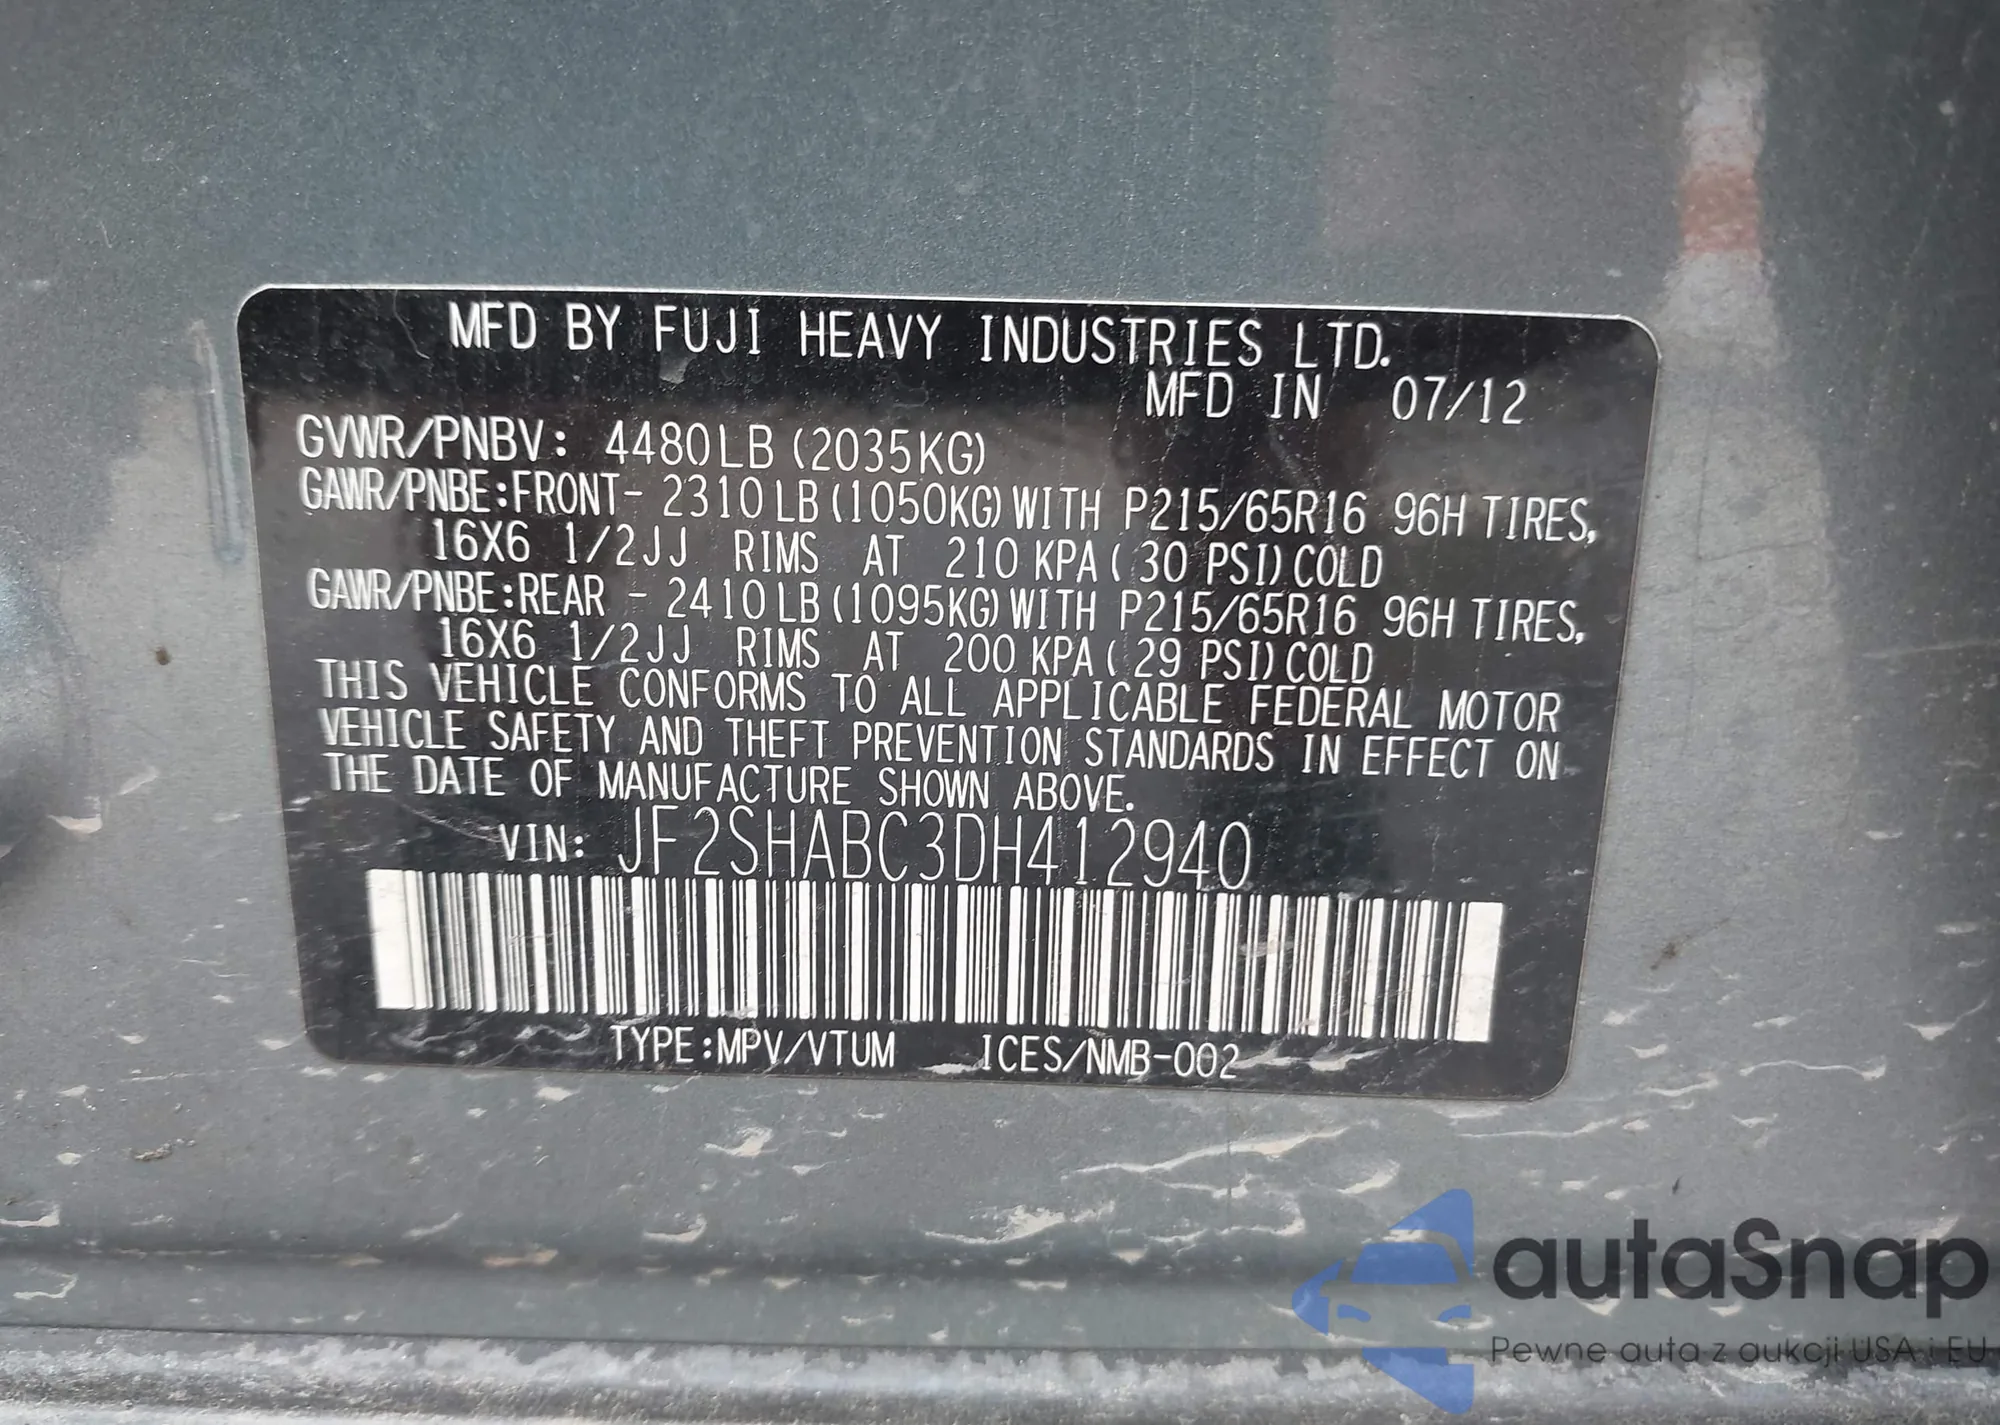 MFD BY FUJI HEAVY INDUSTRIES LTD.
MFD IN 07/12
GVWR/PNBV: 4480LB (2035KG)
GAWR/PNBE:FRONT- 2310LB(1050KG)WITH P215/65R16 96H TIRES,
16X6 1/2JJ RIMS AT 210 KPA( 30 PSI)COLD
GAWR/PNBE:REAR - 2410LB(1095KG)WITH P215/65R16 96H TIRES,
16X6 1/2JJ RIMS AT 200 KPA( 29 PSI)COLD
THIS VEHICLE CONFORMS TO ALL APPLICABLE FEDERAL MOTOR
VEHICLE SAFETY AND THEFT PREVENTION STANDARDS IN EFFECT ON
THE DATE OF MANUFACTURE SHOWN ABOVE.
VIN: JF2SHABC3DH412940
TYPE:MPV/VTUM ICES/NMB-002
autaSnap
Pewne auta z aukcji USA i EU